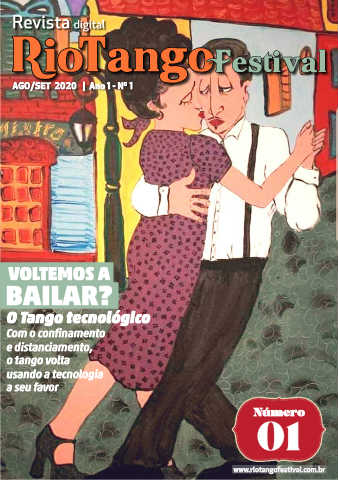 Revista digital
RioTangoFestival
AGO/SET 2020 | Ano 1 - Nº 1
VOLTEMOS A
BAILAR?
O Tango tecnológico
Com o confinamento
e distanciamento,
o tango volta
usando a tecnologia
a seu favor
Número
01
www.riotangofestival.com.br